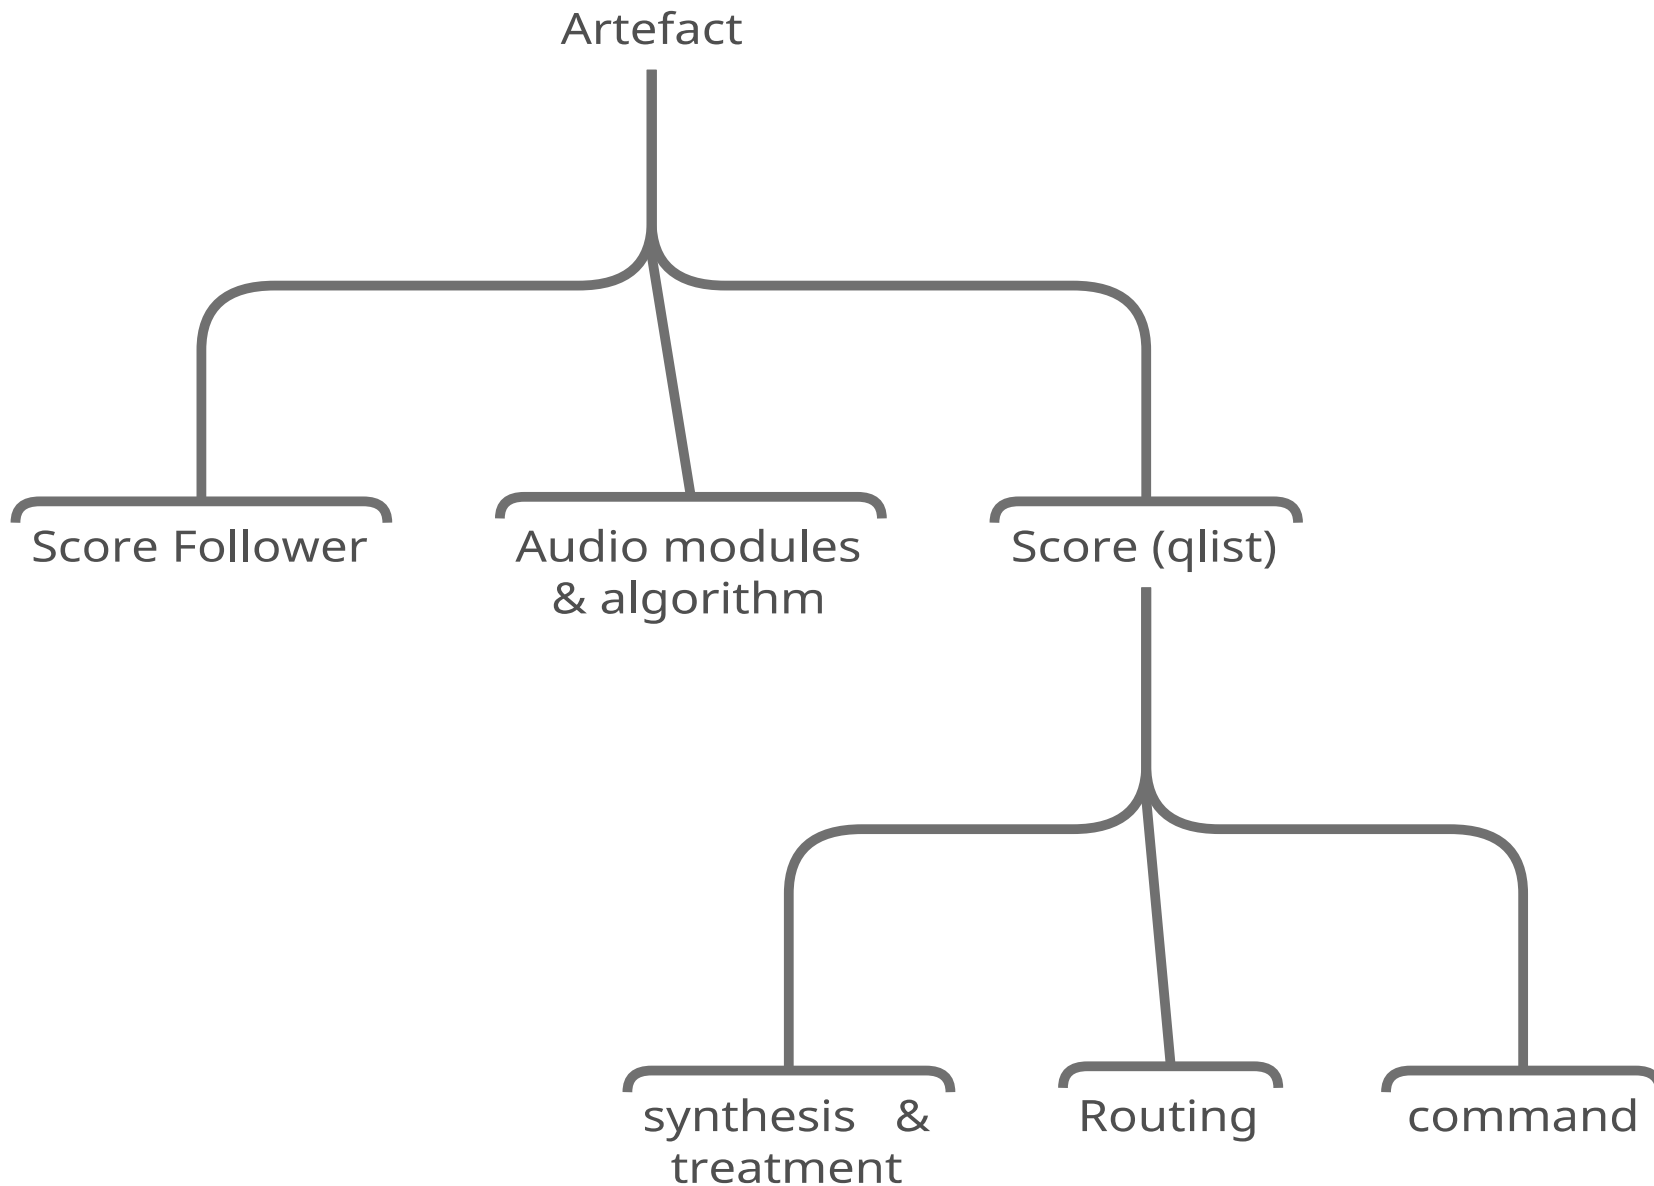 Artefact
Score Follower
Audio modules
& algorithm
Score (qlist)
synthesis &
treatment
Routing
command